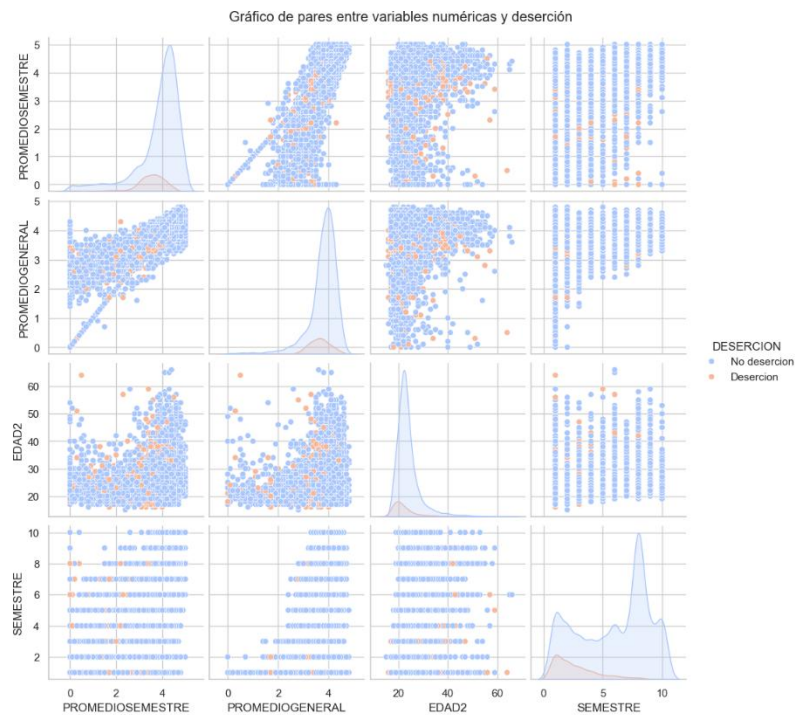 Gráfico de pares entre variables numéricas y deserción
PROMEDIOSEMESTRE
5
4
3
2
1
0
PROMEDIOGENERAL
5
4
3
2
1
0
DESERCION
No desercion
Desercion
EDAD2
60
50
40
30
20
SEMESTRE
10
8
6
4
2
0 2 4
PROMEDIOSEMESTRE
0 2 4
PROMEDIOGENERAL
20 40 60
EDAD2
0 5 10
SEMESTRE